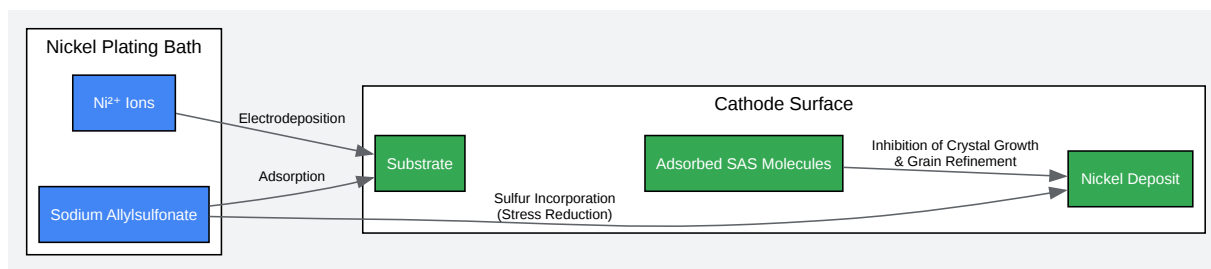 Nickel Plating Bath
Ni²⁺ Ions
Sodium Allylsulfonate
Electrodeposition
Adsorption
Cathode Surface
Substrate
Adsorbed SAS Molecules
Sulfur Incorporation
(Stress Reduction)
Inhibition of Crystal Growth
& Grain Refinement
Nickel Deposit